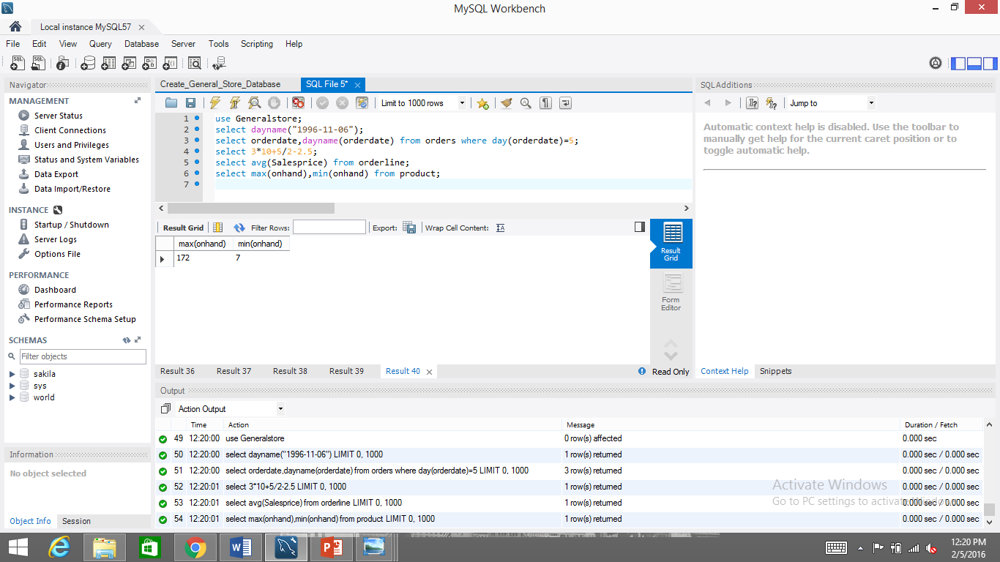 MySQL Workbench
Local instance MySQL57
File Edit View Query Database Server Tools Scripting Help
Navigator
MANAGEMENT
Server Status
Client Connections
Users and Privileges
Status and System Variables
Data Export
Data Import/Restore
INSTANCE
Startup / Shutdown
Server Logs
Options File
PERFORMANCE
Dashboard
Performance Reports
Performance Schema Setup
SCHEMAS
Filter objects
sakila
sys
world
Information
No object selected
Object Info Session
Create_General_Store_Database SQL File 5*
Limit to 1000 rows
1 use Generalstore;
2 select dayname("1996-11-06");
3 select orderdate,dayname(orderdate) from orders where day(orderdate)=5;
4 select 3*10+5/2-2.5;
5 select avg(Salesprice) from orderline;
6 select max(onhand),min(onhand) from product;
7
Result Grid Filter Rows: Export: Wrap Cell Content:
max(onhand) min(onhand)
172 7
Result Grid
Form Editor
Result 36 Result 37 Result 38 Result 39 Result 40 Read Only
SQLAdditions
Jump to
Automatic context help is disabled. Use the toolbar to
manually get help for the current caret position or to
toggle automatic help.
Context Help Snippets
Output
Action Output
Time Action Message Duration / Fetch
49 12:20:00 use Generalstore 0 row(s) affected 0.000 sec
50 12:20:00 select dayname("1996-11-06") LIMIT 0, 1000 1 row(s) returned 0.000 sec / 0.000 sec
51 12:20:00 select orderdate,dayname(orderdate) from orders where day(orderdate)=5 LIMIT 0, 1000 3 row(s) returned 0.000 sec / 0.000 sec
52 12:20:01 select 3*10+5/2-2.5 LIMIT 0, 1000 1 row(s) returned 0.000 sec / 0.000 sec
53 12:20:01 select avg(Salesprice) from orderline LIMIT 0, 1000 1 row(s) returned 0.000 sec / 0.000 sec
54 12:20:01 select max(onhand),min(onhand) from product LIMIT 0, 1000 1 row(s) returned 0.000 sec / 0.000 sec
Activate Windows
Go to PC settings to activate Windows.
12:20 PM
2/5/2016